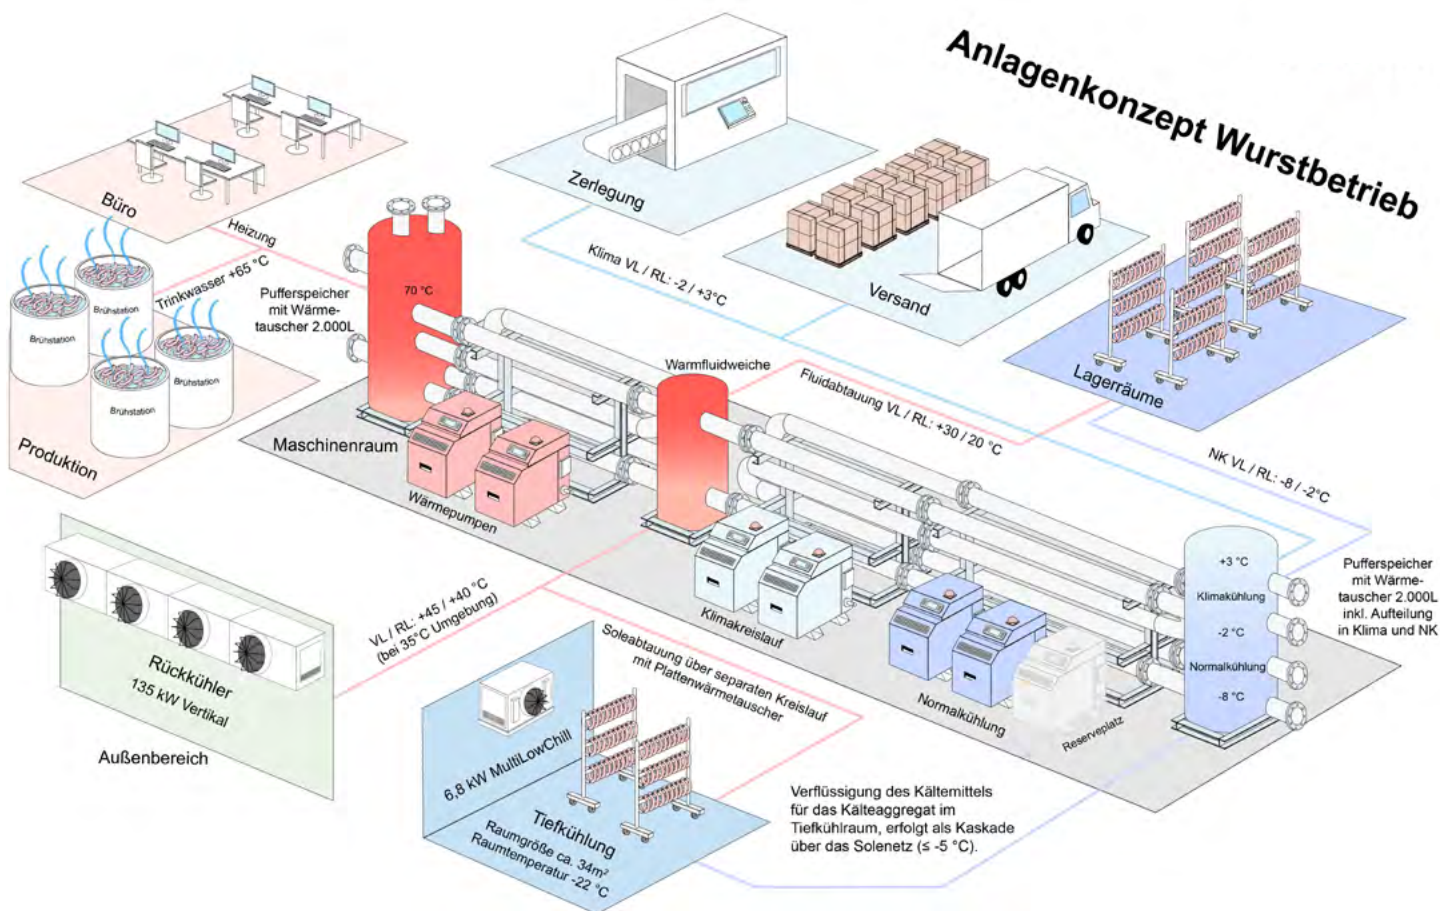 Anlagenkonzept Wurstbetrieb
Büro
Heizung
Trinkwasser +65 °C
Brühstation
Brühstation
Brühstation
Brühstation
Produktion
Pufferspeicher
mit Wärme-
tauscher 2.000L
70 °C
Zerlegung
Klima VL / RL: -2 / +3°C
Versand
Lagerräume
Warmfluidweiche
Fluidabtauung VL / RL: +30 / 20 °C
NK VL / RL: -8 / -2°C
Maschinenraum
Wärmepumpen
Klimakreislauf
Normalkühlung
Reserveplatz
+3 °C
Klimakühlung
-2 °C
Normalkühlung
-8 °C
Pufferspeicher
mit Wärme-
tauscher 2.000L
inkl. Aufteilung
in Klima und NK
VL / RL: +45 / +40 °C
(bei 35°C Umgebung)
Rückkühler
135 kW Vertikal
Außenbereich
Soleabtauung über separaten Kreislauf
mit Plattenwärmetauscher
6,8 kW MultiLowChill
Tiefkühlung
Raumgröße ca. 34m²
Raumtemperatur -22 °C
Verflüssigung des Kältemittels
für das Kälteaggregat im
Tiefkühlraum, erfolgt als Kaskade
über das Solenetz (≤ -5 °C).